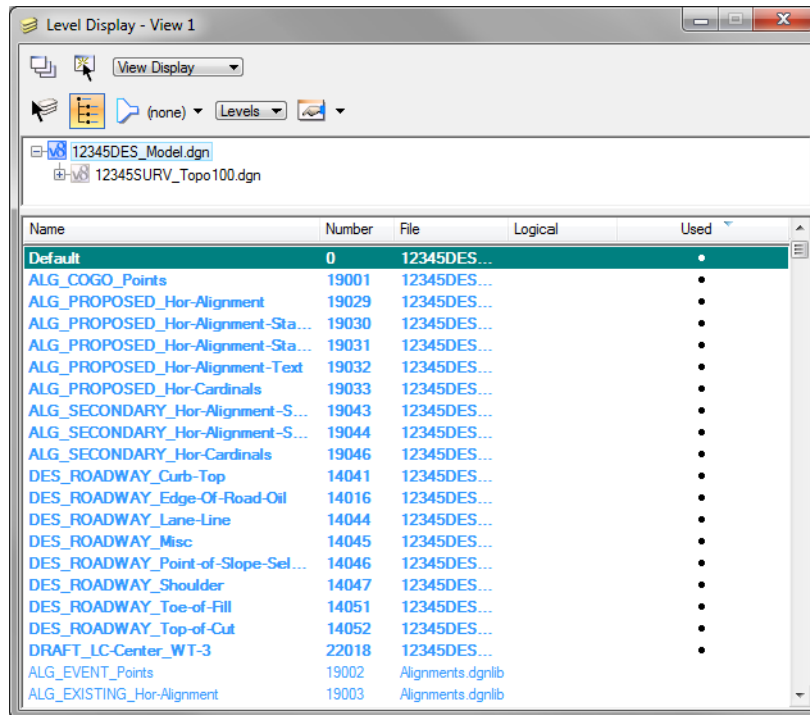 Level Display - View 1
View Display
(none) Levels
v8 12345DES_Model.dgn
v8 12345SURV_Topo100.dgn
Name Number File Logical Used
Default 0 12345DES...
ALG_COGO_Points 19001 12345DES...
ALG_PROPOSED_Hor-Alignment 19029 12345DES...
ALG_PROPOSED_Hor-Alignment-Sta... 19030 12345DES...
ALG_PROPOSED_Hor-Alignment-Sta... 19031 12345DES...
ALG_PROPOSED_Hor-Alignment-Text 19032 12345DES...
ALG_PROPOSED_Hor-Cardinals 19033 12345DES...
ALG_SECONDARY_Hor-Alignment-S... 19043 12345DES...
ALG_SECONDARY_Hor-Alignment-S... 19044 12345DES...
ALG_SECONDARY_Hor-Cardinals 19046 12345DES...
DES_ROADWAY_Curb-Top 14041 12345DES...
DES_ROADWAY_Edge-Of-Road-Oil 14016 12345DES...
DES_ROADWAY_Lane-Line 14044 12345DES...
DES_ROADWAY_Misc 14045 12345DES...
DES_ROADWAY_Point-of-Slope-Sel... 14046 12345DES...
DES_ROADWAY_Shoulder 14047 12345DES...
DES_ROADWAY_Toe-of-Fill 14051 12345DES...
DES_ROADWAY_Top-of-Cut 14052 12345DES...
DRAFT_LC-Center_WT-3 22018 12345DES...
ALG_EVENT_Points 19002 Alignments.dgnlib
ALG_EXISTING_Hor-Alignment 19003 Alignments.dgnlib